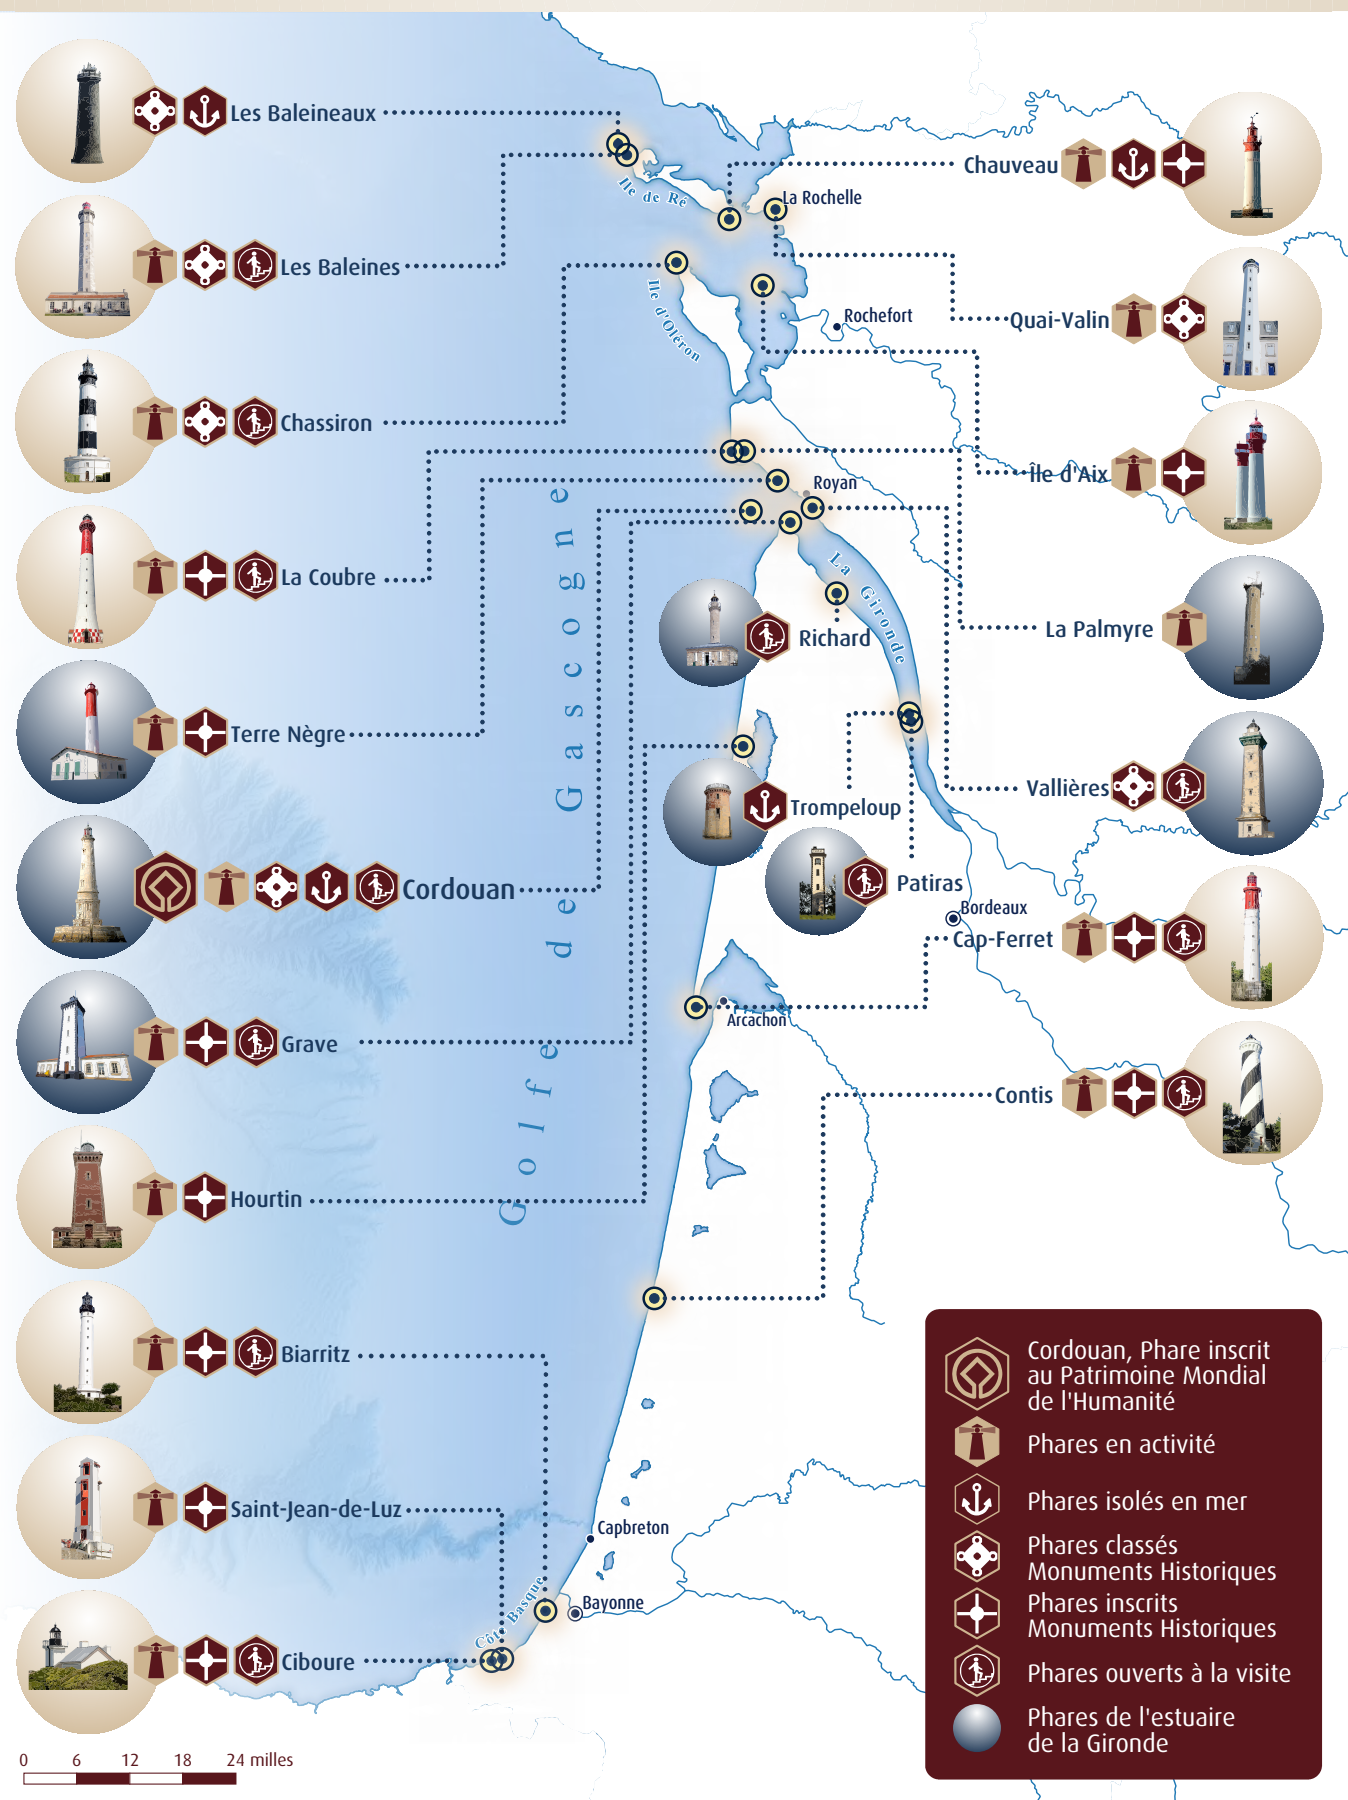 Les Baleineaux
Les Baleines
Chassiron
La Coubre
Terre Nègre
Cordouan
Grave
Hourtin
Biarritz
Saint-Jean-de-Luz
Ciboure
Ile de Ré
La Rochelle
Ile d'Oléron
Rochefort
Royan
La Gironde
Golfe de Gascogne
Richard
Trompeloup
Patiras
Bordeaux
Arcachon
Capbreton
Bayonne
Côte Basque
Chauveau
Quai-Valin
Île d'Aix
La Palmyre
Vallières
Cap-Ferret
Contis
Cordouan, Phare inscrit
au Patrimoine Mondial
de l'Humanité
Phares en activité
Phares isolés en mer
Phares classés
Monuments Historiques
Phares inscrits
Monuments Historiques
Phares ouverts à la visite
Phares de l'estuaire
de la Gironde
0 6 12 18 24 milles